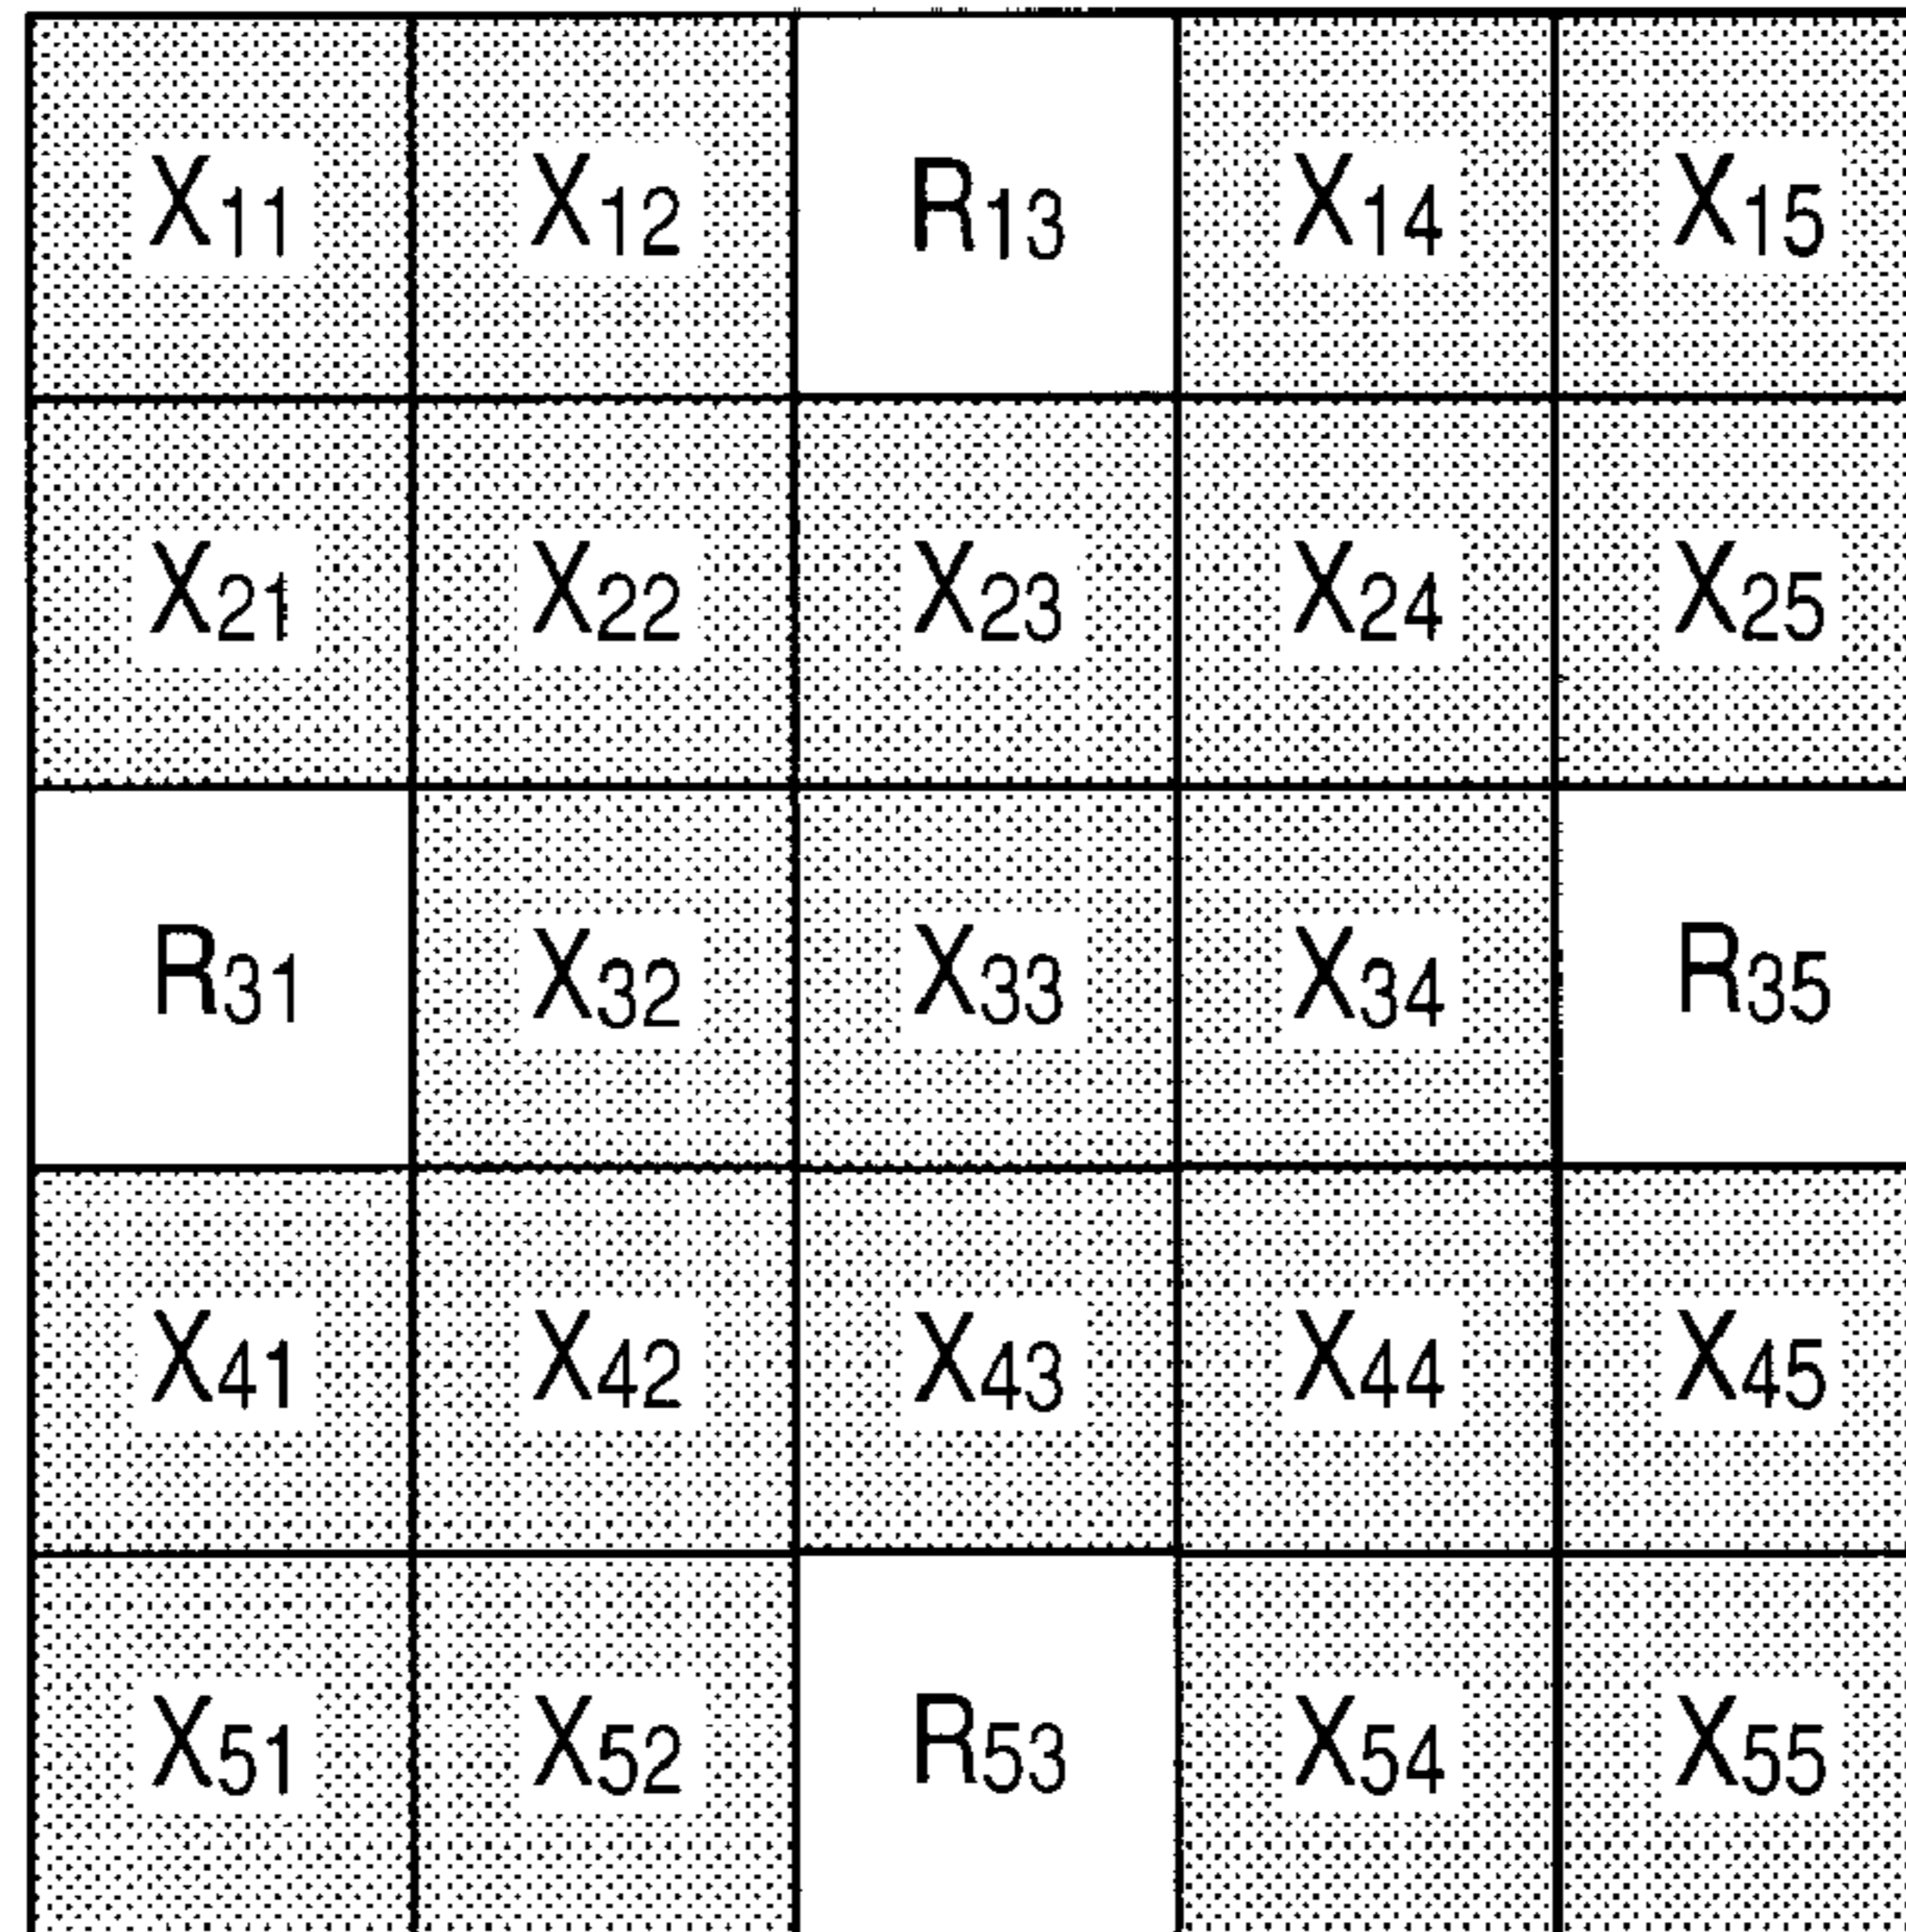 X11 X12 R13 X14 X15
X21 X22 X23 X24 X25
R31 X32 X33 X34 R35
X41 X42 X43 X44 X45
X51 X52 R53 X54 X55